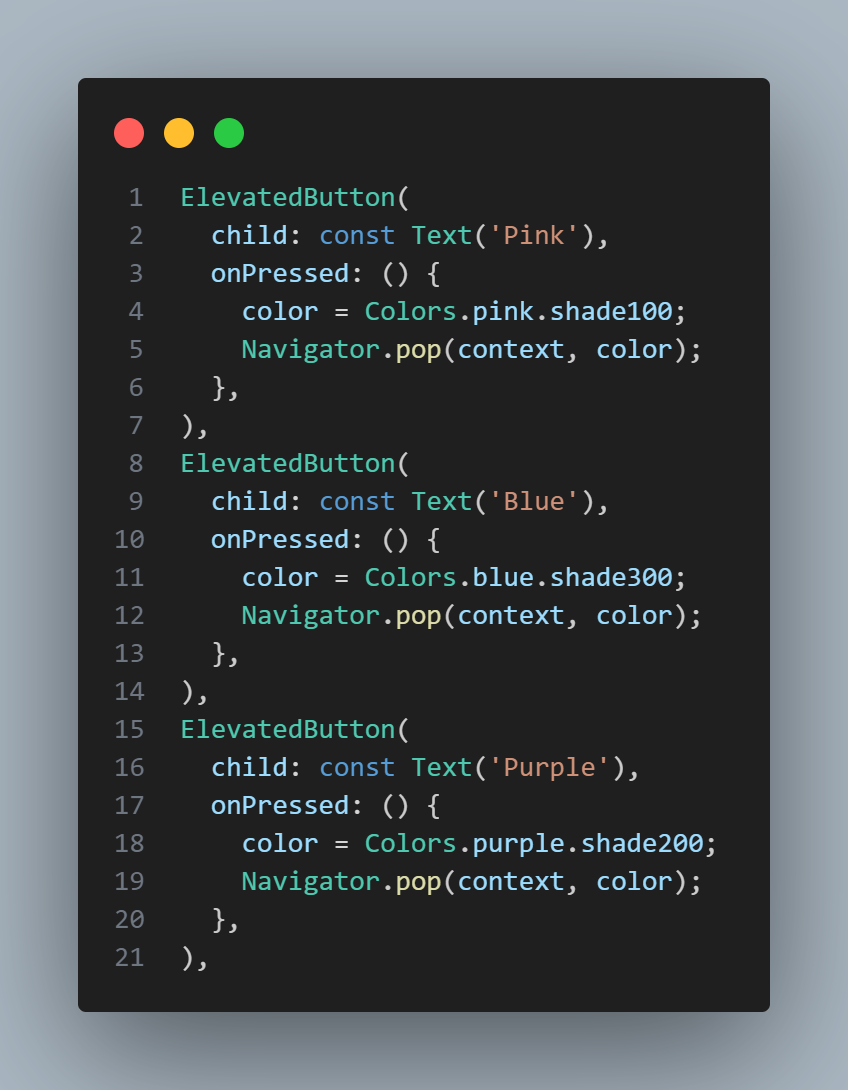 1 ElevatedButton(
2   child: const Text('Pink'),
3   onPressed: () {
4     color = Colors.pink.shade100;
5     Navigator.pop(context, color);
6   },
7 ),
8 ElevatedButton(
9   child: const Text('Blue'),
10   onPressed: () {
11     color = Colors.blue.shade300;
12     Navigator.pop(context, color);
13   },
14 ),
15 ElevatedButton(
16   child: const Text('Purple'),
17   onPressed: () {
18     color = Colors.purple.shade200;
19     Navigator.pop(context, color);
20   },
21 ),